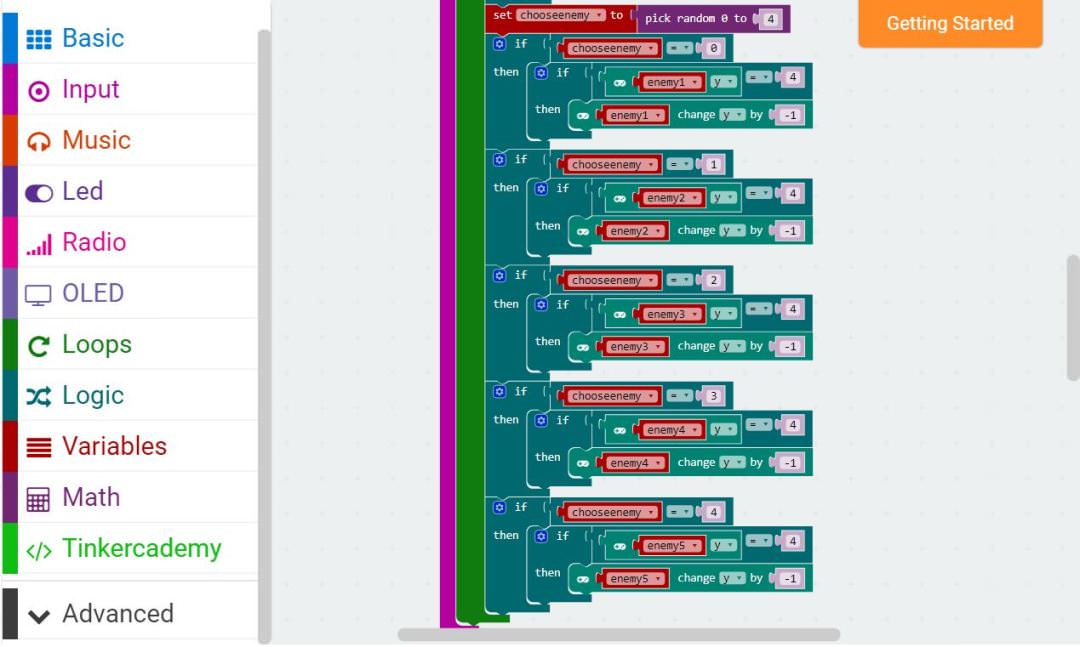 Basic
Input
Music
Led
Radio
OLED
Loops
Logic
Variables
Math
Tinkercademy
Advanced
set chooseenemy to pick random 0 to 4
if chooseenemy = 0
then if enemy1 y = 4
then enemy1 change y by -1
if chooseenemy = 1
then if enemy2 y = 4
then enemy2 change y by -1
if chooseenemy = 2
then if enemy3 y = 4
then enemy3 change y by -1
if chooseenemy = 3
then if enemy4 y = 4
then enemy4 change y by -1
if chooseenemy = 4
then if enemy5 y = 4
then enemy5 change y by -1
Getting Started